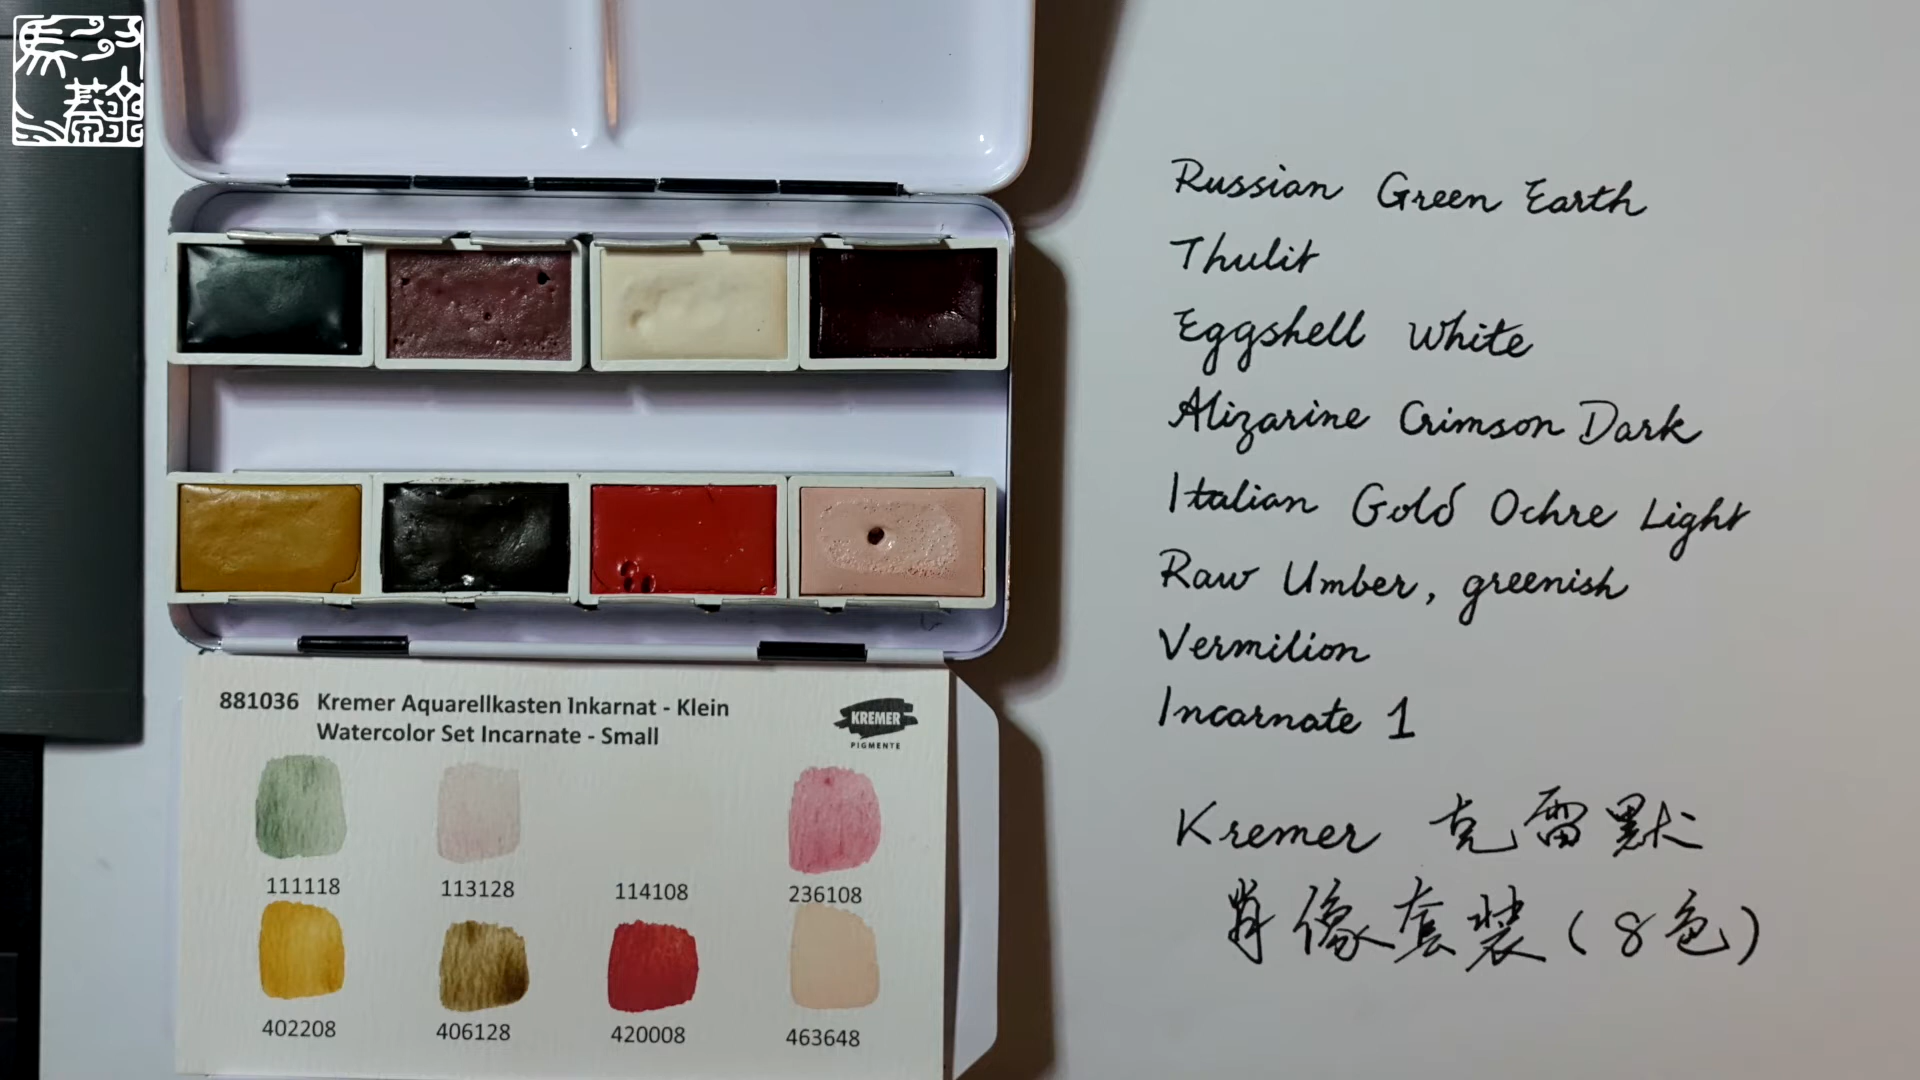 881036 Kremer Aquarellkasten Inkarnat - Klein
Watercolor Set Incarnate - Small
KREMER
PIGMENTE
111118 113128 114108 236108
402208 406128 420008 463648
Russian Green Earth
Thulit
Eggshell White
Alizarine Crimson Dark
Italian Gold Ochre Light
Raw Umber, greenish
Vermilion
Incarnate 1
Kremer 克雷默
肖像套装(8色)